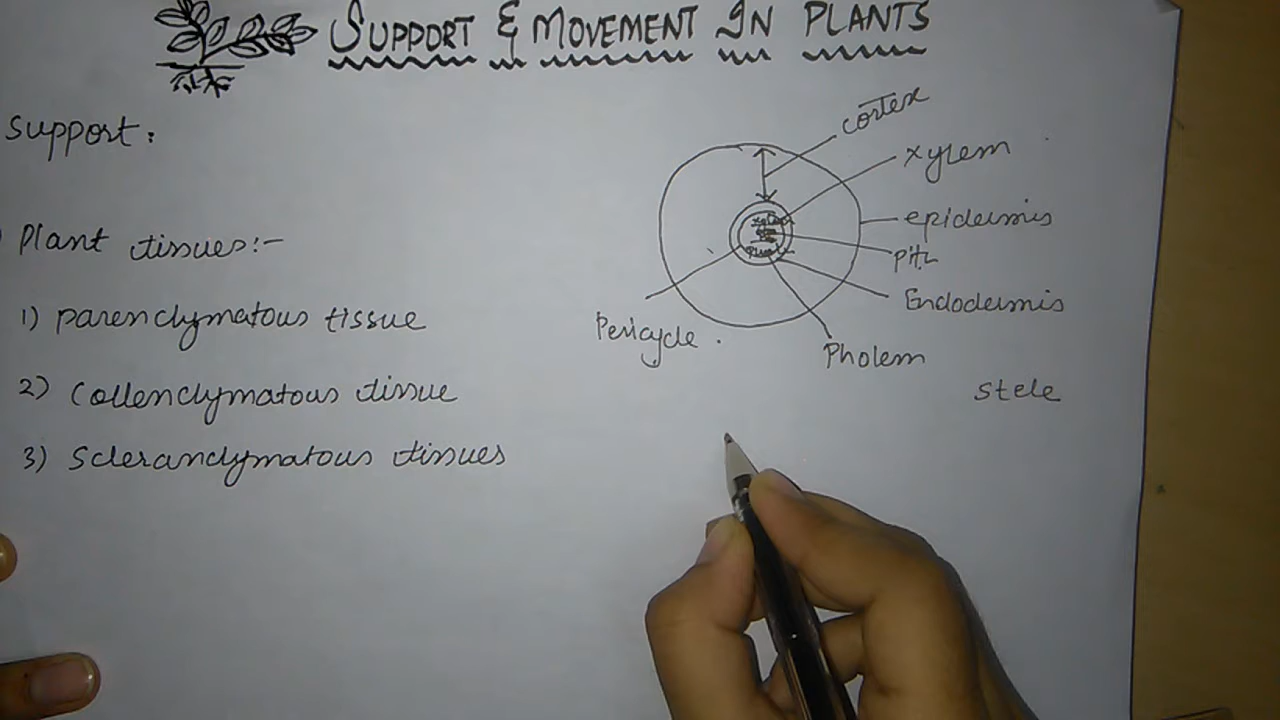 SUPPORT & MOVEMENT IN PLANTS
Support:
Plant tissues:-
1) parenchymatous tissue
2) Collenchymatous tissue
3) Scleranchymatous tissues
cortex
xylem
epidermis
pith
Endodermis
Pholem
Pericycle
stele